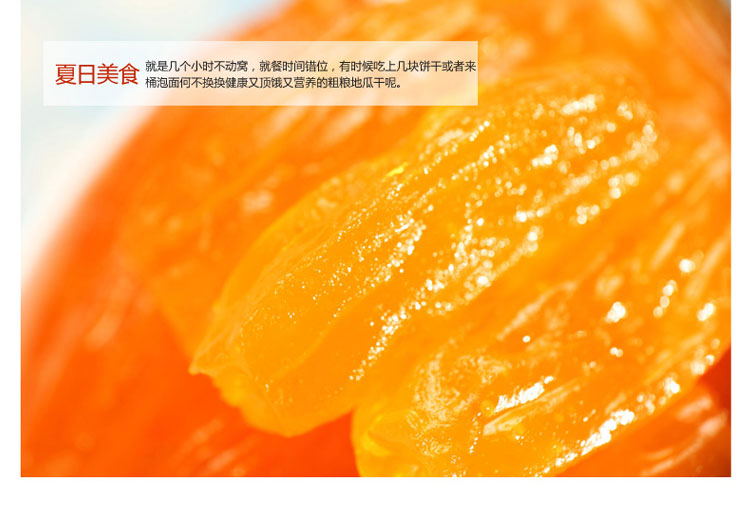 夏日美食
就是几个小时不动窝，就餐时间错位，有时候吃上几块饼干或者来
桶泡面何不换换健康又顶饿又营养的粗粮地瓜干呢。